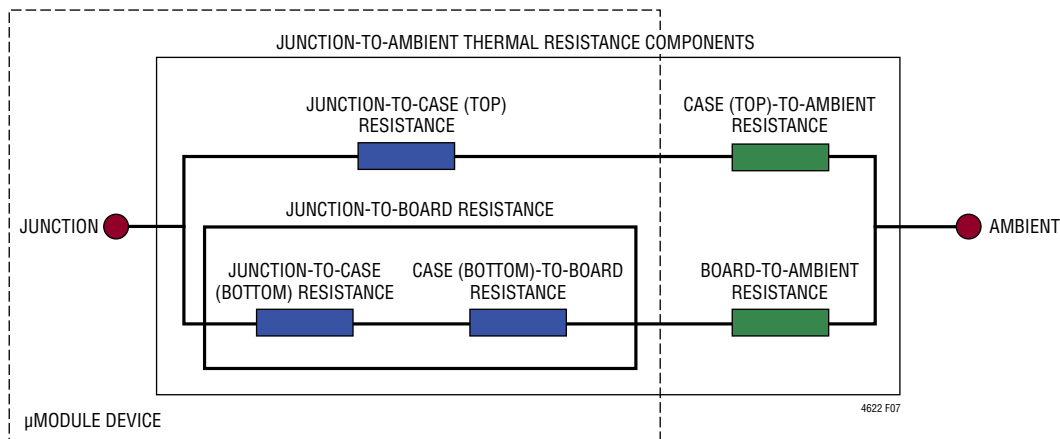 JUNCTION-TO-AMBIENT THERMAL RESISTANCE COMPONENTS
JUNCTION-TO-CASE (TOP)
RESISTANCE
CASE (TOP)-TO-AMBIENT
RESISTANCE
JUNCTION
JUNCTION-TO-BOARD RESISTANCE
AMBIENT
JUNCTION-TO-CASE
(BOTTOM) RESISTANCE
CASE (BOTTOM)-TO-BOARD
RESISTANCE
BOARD-TO-AMBIENT
RESISTANCE
4622 F07
µMODULE DEVICE